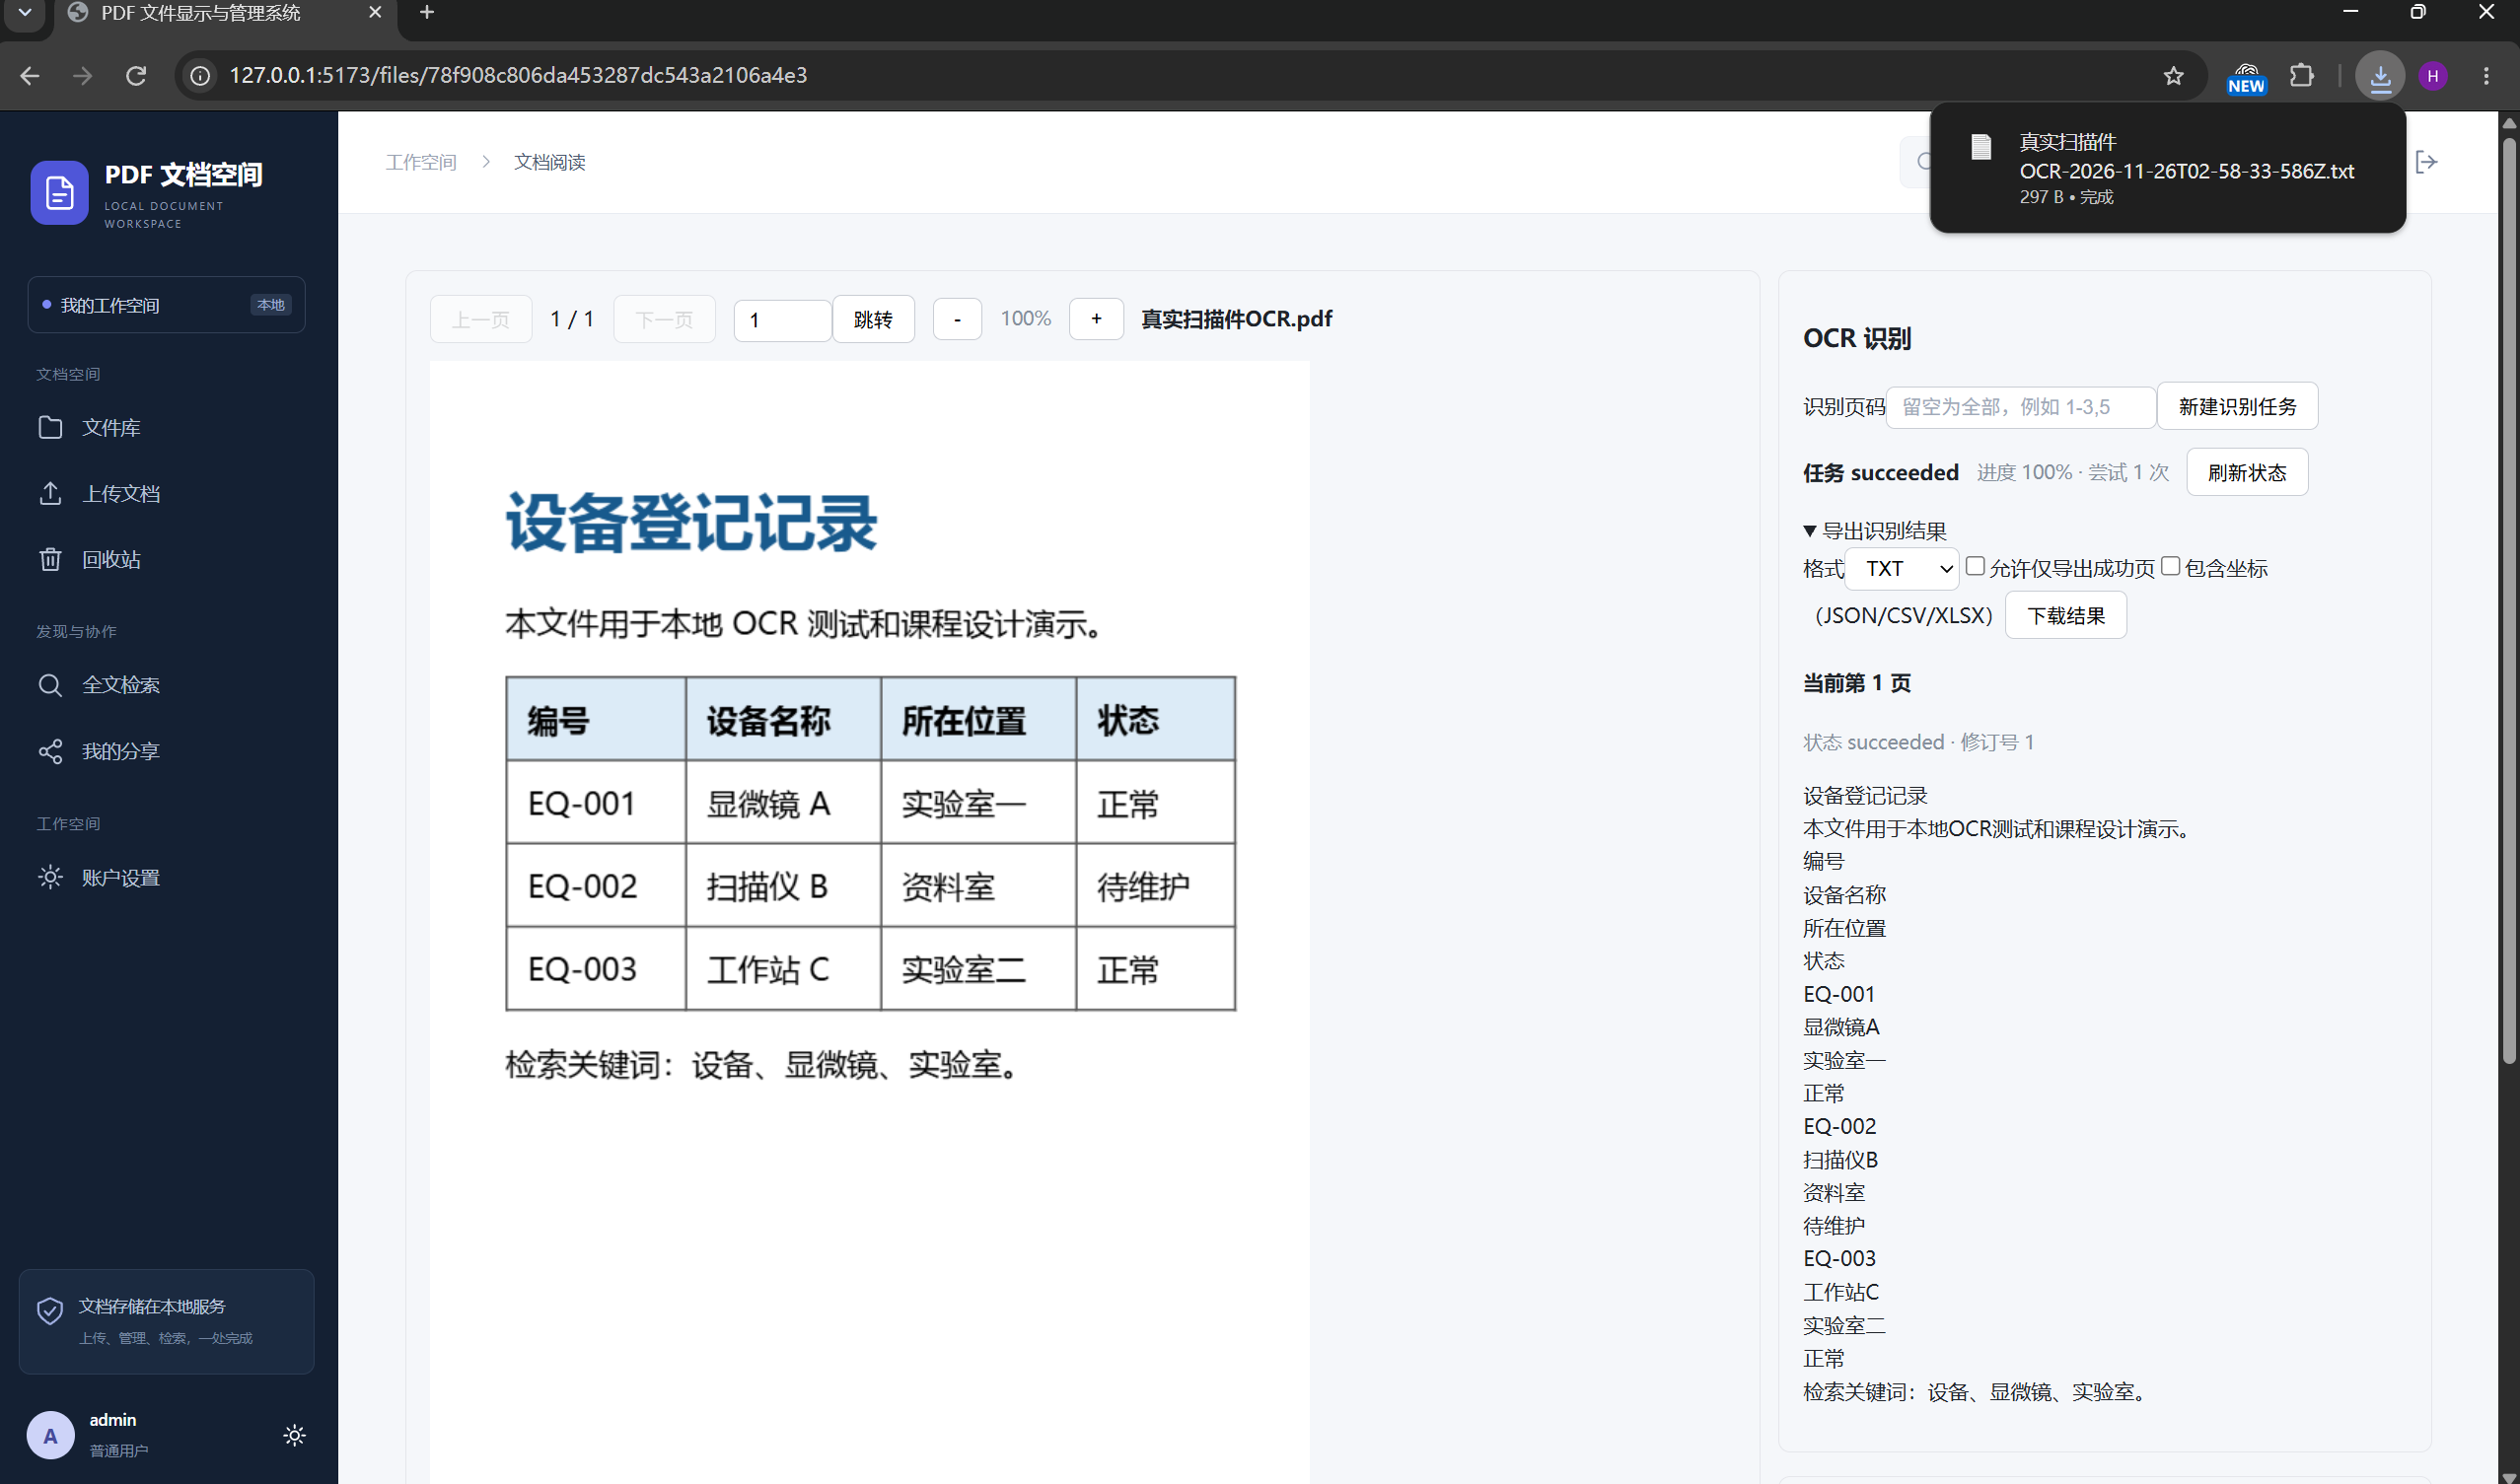 PDF 文件显示与管理系统
127.0.0.1:5173/files/78f908c806da453287dc543a2106a4e3
NEW
H
真实扫描件
OCR-2026-11-26T02-58-33-586Z.txt
297 B • 完成
PDF 文档空间
LOCAL DOCUMENT
WORKSPACE
我的工作空间
本地
文档空间
文件库
上传文档
回收站
发现与协作
全文检索
我的分享
工作空间
账户设置
文档存储在本地服务
上传、管理、检索，一处完成
A
admin
普通用户
工作空间
文档阅读
上一页
1 / 1
下一页
1
跳转
-
100%
+
真实扫描件OCR.pdf
设备登记记录
本文件用于本地 OCR 测试和课程设计演示。
编号 设备名称 所在位置 状态
EQ-001 显微镜 A 实验室一 正常
EQ-002 扫描仪 B 资料室 待维护
EQ-003 工作站 C 实验室二 正常
检索关键词：设备、显微镜、实验室。
OCR 识别
识别页码 留空为全部，例如 1-3,5 新建识别任务
任务 succeeded 进度 100% · 尝试 1 次 刷新状态
▼ 导出识别结果
格式 TXT 允许仅导出成功页 包含坐标
（JSON/CSV/XLSX） 下载结果
当前第 1 页
状态 succeeded · 修订号 1
设备登记记录
本文件用于本地OCR测试和课程设计演示。
编号
设备名称
所在位置
状态
EQ-001
显微镜A
实验室一
正常
EQ-002
扫描仪B
资料室
待维护
EQ-003
工作站C
实验室二
正常
检索关键词：设备、显微镜、实验室。